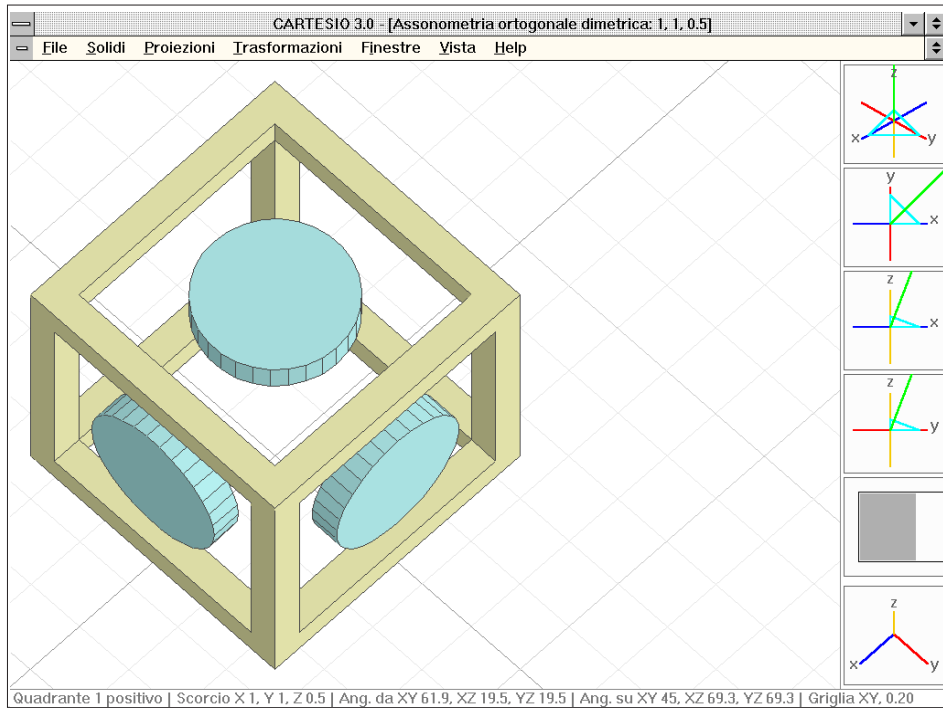 CARTESIO 3.0 - [Assonometria ortogonale dimetrica: 1, 1, 0.5]
File Solidi Proiezioni Trasformazioni Finestre Vista Help
z
x y
y
x
z
x
z
y
z
x y
Quadrante 1 positivo | Scorcio X 1, Y 1, Z 0.5 | Ang. da XY 61.9, XZ 19.5, YZ 19.5 | Ang. su XY 45, XZ 69.3, YZ 69.3 | Griglia XY, 0.20